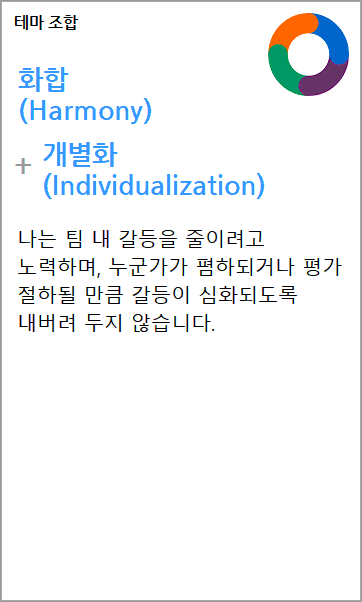 테마 조합
화합
(Harmony)
+ 개별화
(Individualization)
나는 팀 내 갈등을 줄이려고
노력하며, 누군가가 폄하되거나 평가
절하될 만큼 갈등이 심화되도록
내버려 두지 않습니다.